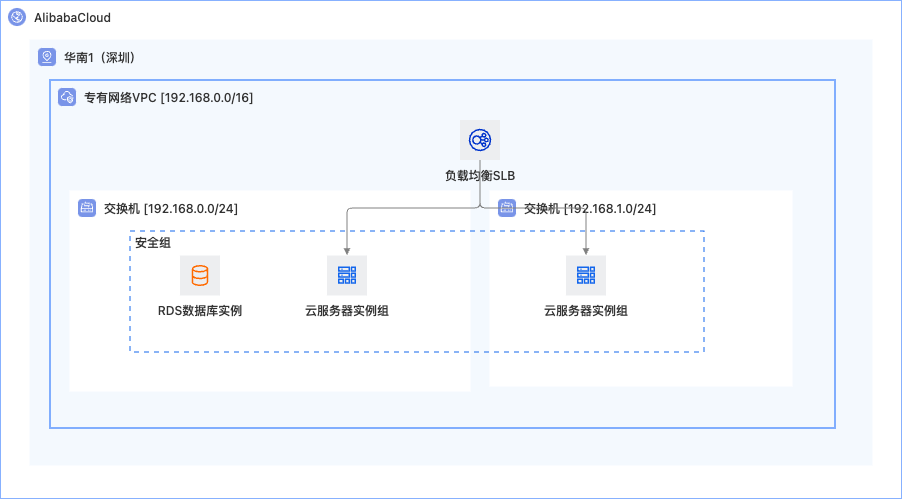 AlibabaCloud
华南1（深圳）
专有网络VPC [192.168.0.0/16]
负载均衡SLB
交换机 [192.168.0.0/24]
交换机 [192.168.1.0/24]
安全组
RDS数据库实例
云服务器实例组
云服务器实例组